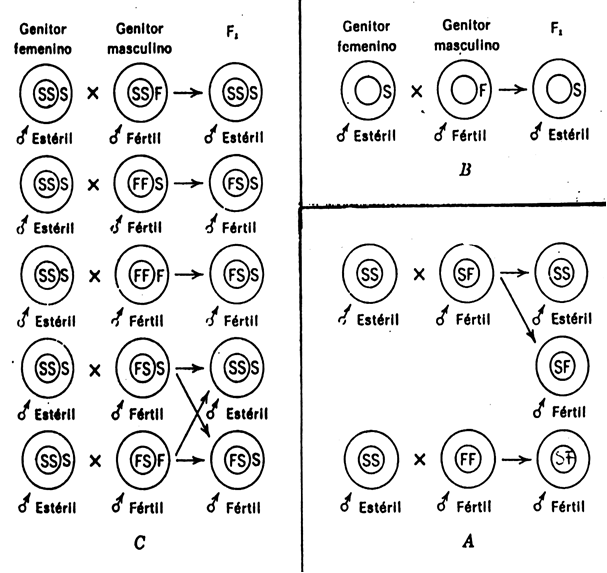 Genitor femenino Genitor masculino F₁
SS S × SS F → SS S
♂ Estéril ♂ Fértil ♂ Estéril
SS S × FF S → FS S
♂ Estéril ♂ Fértil ♂ Fértil
SS S × FF F → FS S
♂ Estéril ♂ Fértil ♂ Fértil
SS S × FS S → SS S
♂ Estéril ♂ Fértil ♂ Estéril
SS S × FS F → FS S
♂ Estéril ♂ Fértil ♂ Fértil
C
Genitor femenino Genitor masculino F₁
S × F → S
♂ Estéril ♂ Fértil ♂ Estéril
B
SS × SF → SS
♂ Estéril ♂ Fértil ♂ Estéril
SF
♂ Fértil
SS × FF → SF
♂ Estéril ♂ Fértil ♂ Fértil
A